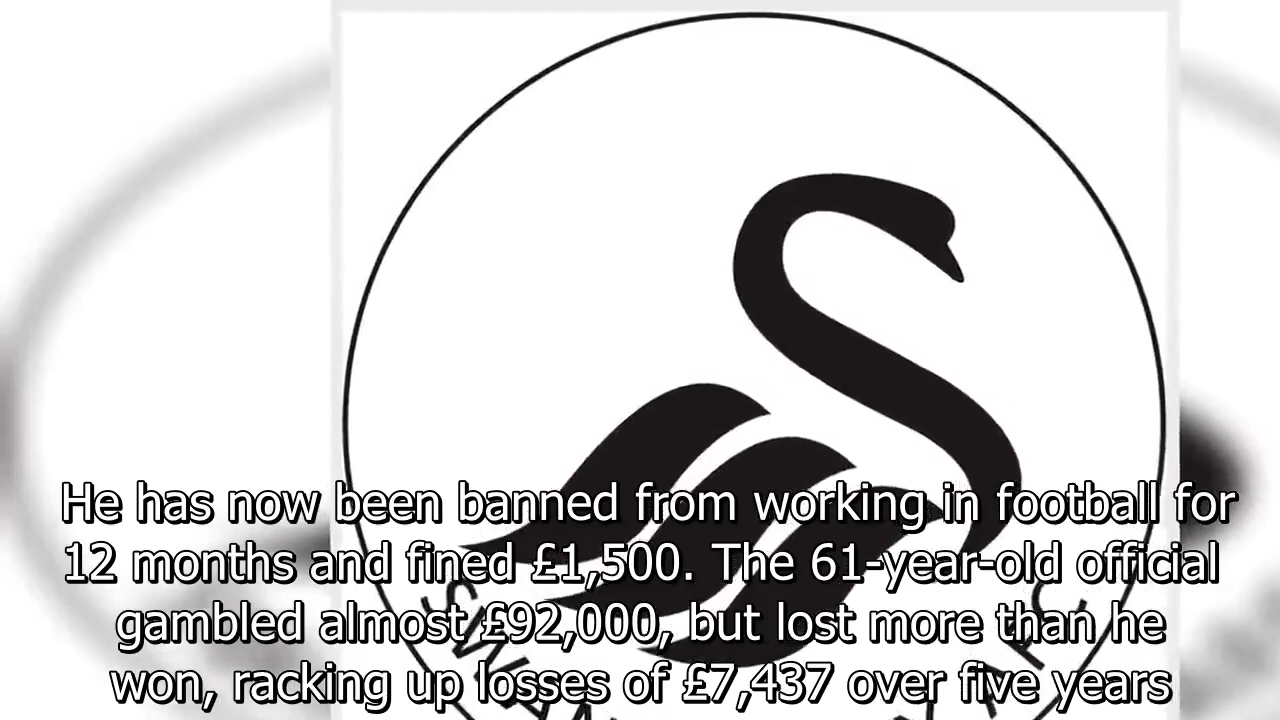 He has now been banned from working in football for
12 months and fined £1,500. The 61-year-old official
gambled almost £92,000, but lost more than he
won, racking up losses of £7,437 over five years